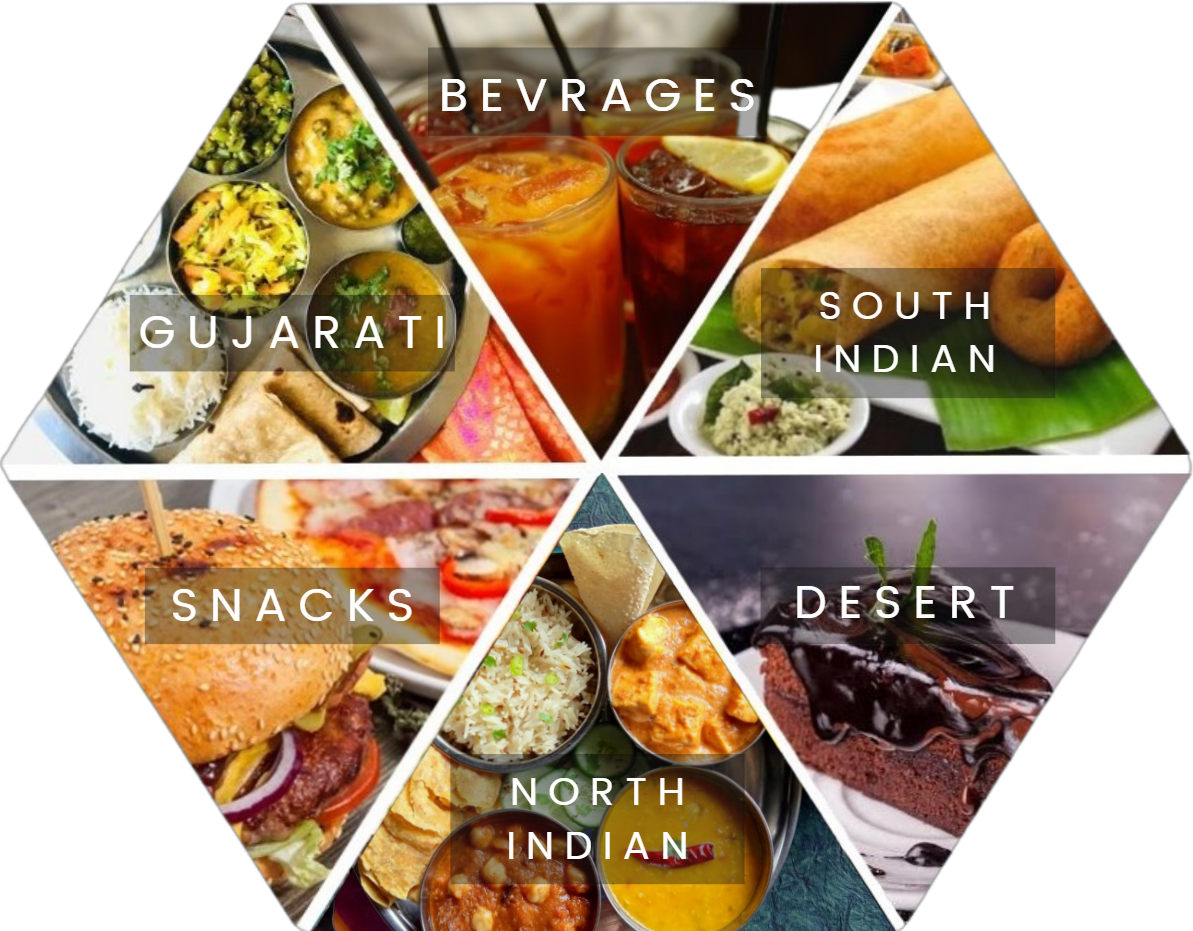 BEVRAGES
GUJARATI
SOUTH
INDIAN
SNACKS
DESERT
NORTH
INDIAN